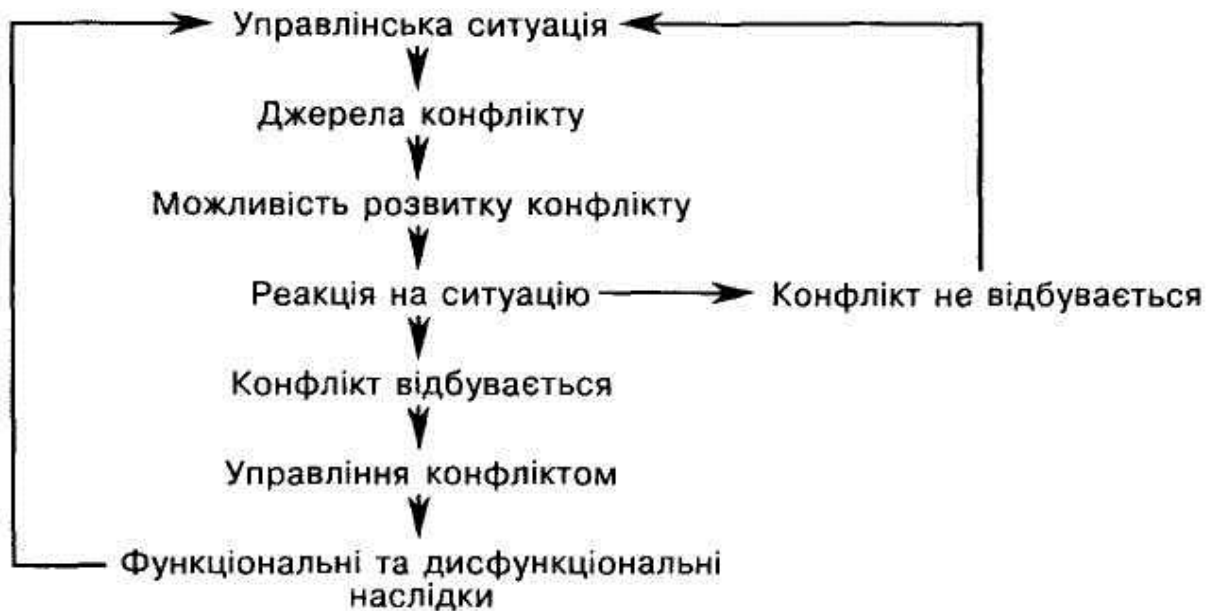 Управлінська ситуація
Джерела конфлікту
Можливість розвитку конфлікту
Реакція на ситуацію
Конфлікт не відбувається
Конфлікт відбувається
Управління конфліктом
Функціональні та дисфункціональні
наслідки